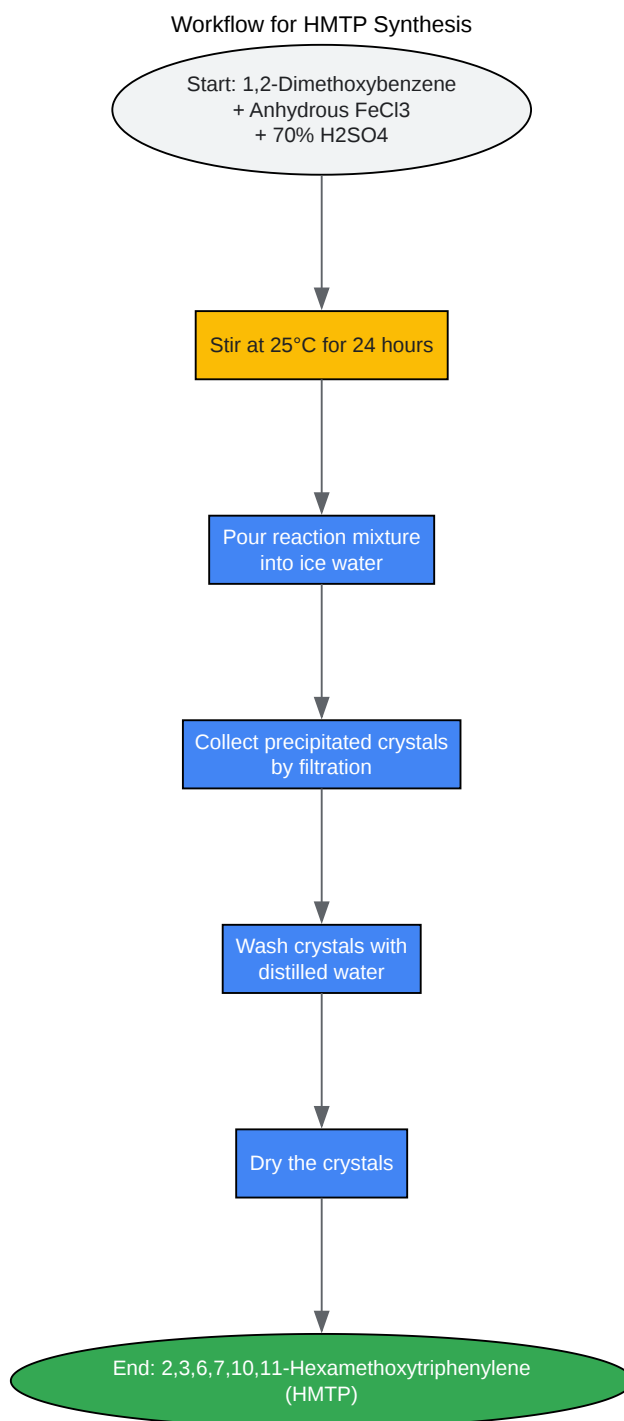 Workflow for HMTP Synthesis
Start: 1,2-Dimethoxybenzene
+ Anhydrous FeCl3
+ 70% H2SO4
Stir at 25°C for 24 hours
Pour reaction mixture
into ice water
Collect precipitated crystals
by filtration
Wash crystals with
distilled water
Dry the crystals
End: 2,3,6,7,10,11-Hexamethoxytriphenylene
(HMTP)